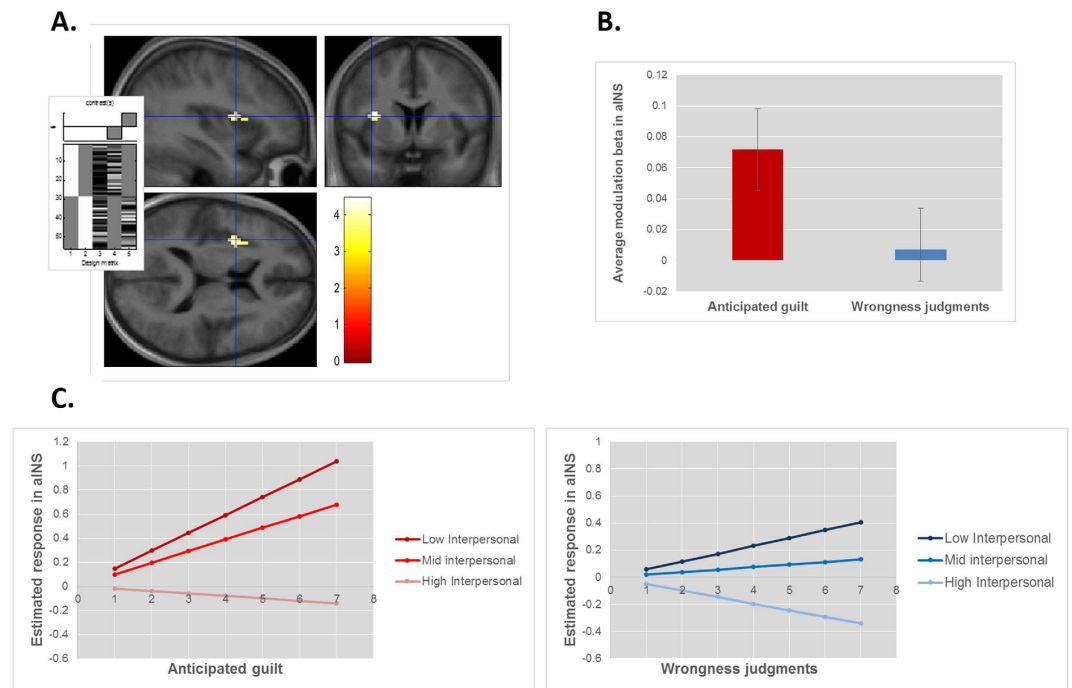 A.
contrast(s)
10
20
30
40
50
1 2 3 4 5
Design matrix
4
3
2
1
0
B.
Average modulation beta in aINS
0.12
0.1
0.08
0.06
0.04
0.02
0
-0.02
Anticipated guilt
Wrongness judgments
C.
Estimated response in aINS
1.2
1
0.8
0.6
0.4
0.2
0
-0.2
-0.4
-0.6
0 1 2 3 4 5 6 7 8
Anticipated guilt
Low Interpersonal
Mid interpersonal
High Interpersonal
Estimated response in aINS
1
0.8
0.6
0.4
0.2
0
-0.2
-0.4
-0.6
0 1 2 3 4 5 6 7 8
Wrongness judgments
Low Interpersonal
Mid interpersonal
High Interpersonal